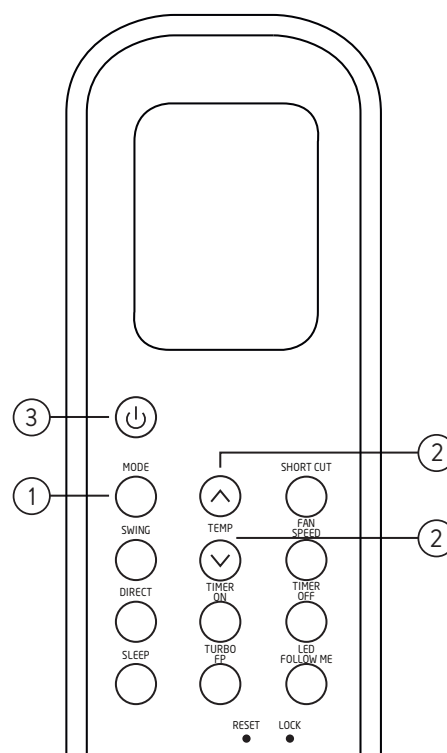 3
2
MODE
SHORT CUT
1
TEMP
FAN
SPEED
SWING
2
DIRECT
TIMER
ON
TIMER
OFF
SLEEP
TURBO
FP
LED
FOLLOW ME
RESET
LOCK